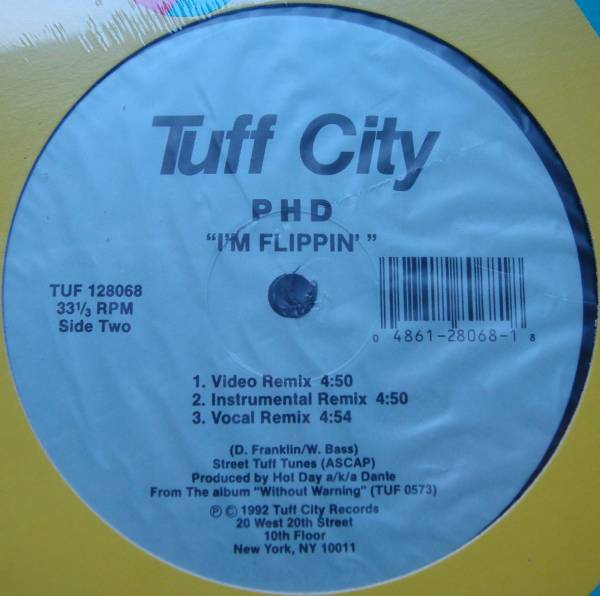 Tuff City
PHD
“I'M FLIPPIN' ”
TUF 128068
33⅓ RPM
Side Two
0 4861-28068-1 8
1. Video Remix 4:50
2. Instrumental Remix 4:50
3. Vocal Remix 4:54
(D. Franklin/W. Bass)
Street Tuff Tunes (ASCAP)
Produced by Hot Day a/k/a Dante
From The album "Without Warning" (TUF 0573)
℗ © 1992 Tuff City Records
20 West 20th Street
10th Floor
New York, NY 10011